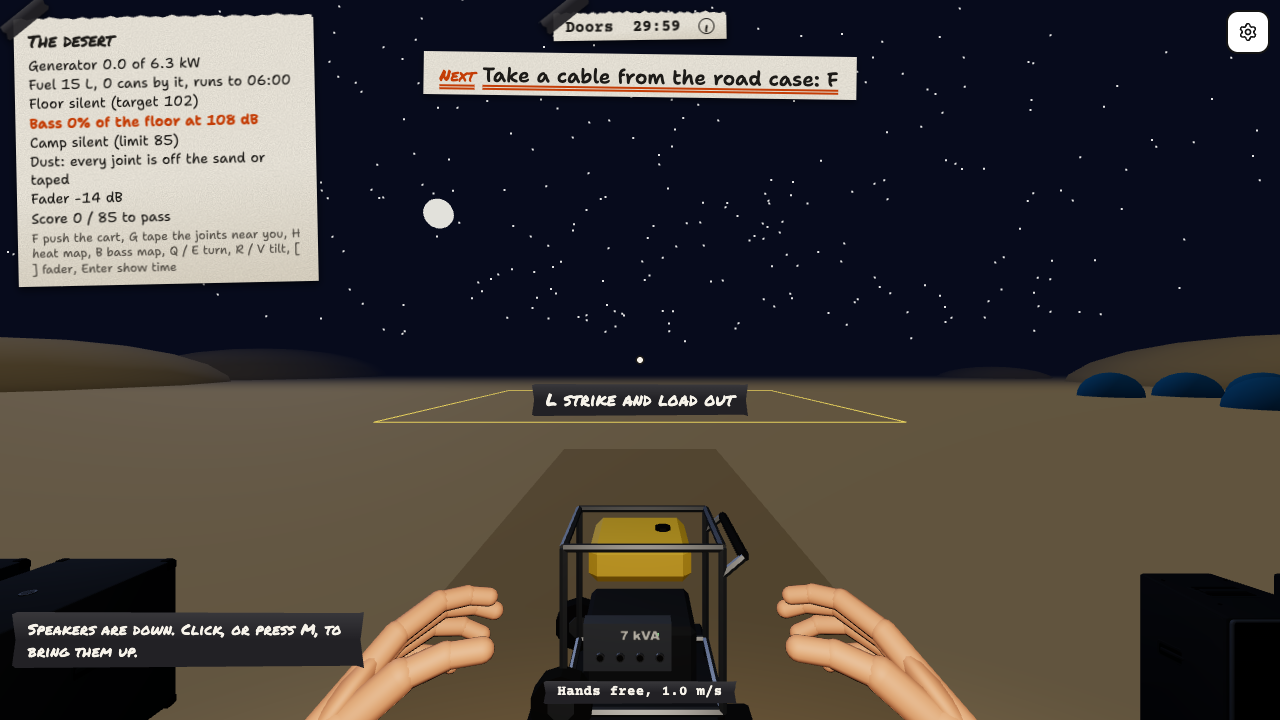 The desert
Generator 0.0 of 6.3 kW
Fuel 15 L, 0 cans by it, runs to 06:00
Floor silent (target 102)
Bass 0% of the floor at 108 dB
Camp silent (limit 85)
Dust: every joint is off the sand or
taped
Fader -14 dB
Score 0 / 85 to pass
F push the cart, G tape the joints near you, H
heat map, B bass map, Q / E turn, R / V tilt, [
] fader, Enter show time
Doors 29:59
Next Take a cable from the road case: F
L strike and load out
7 kVA
Speakers are down. Click, or press M, to
bring them up.
Hands free, 1.0 m/s